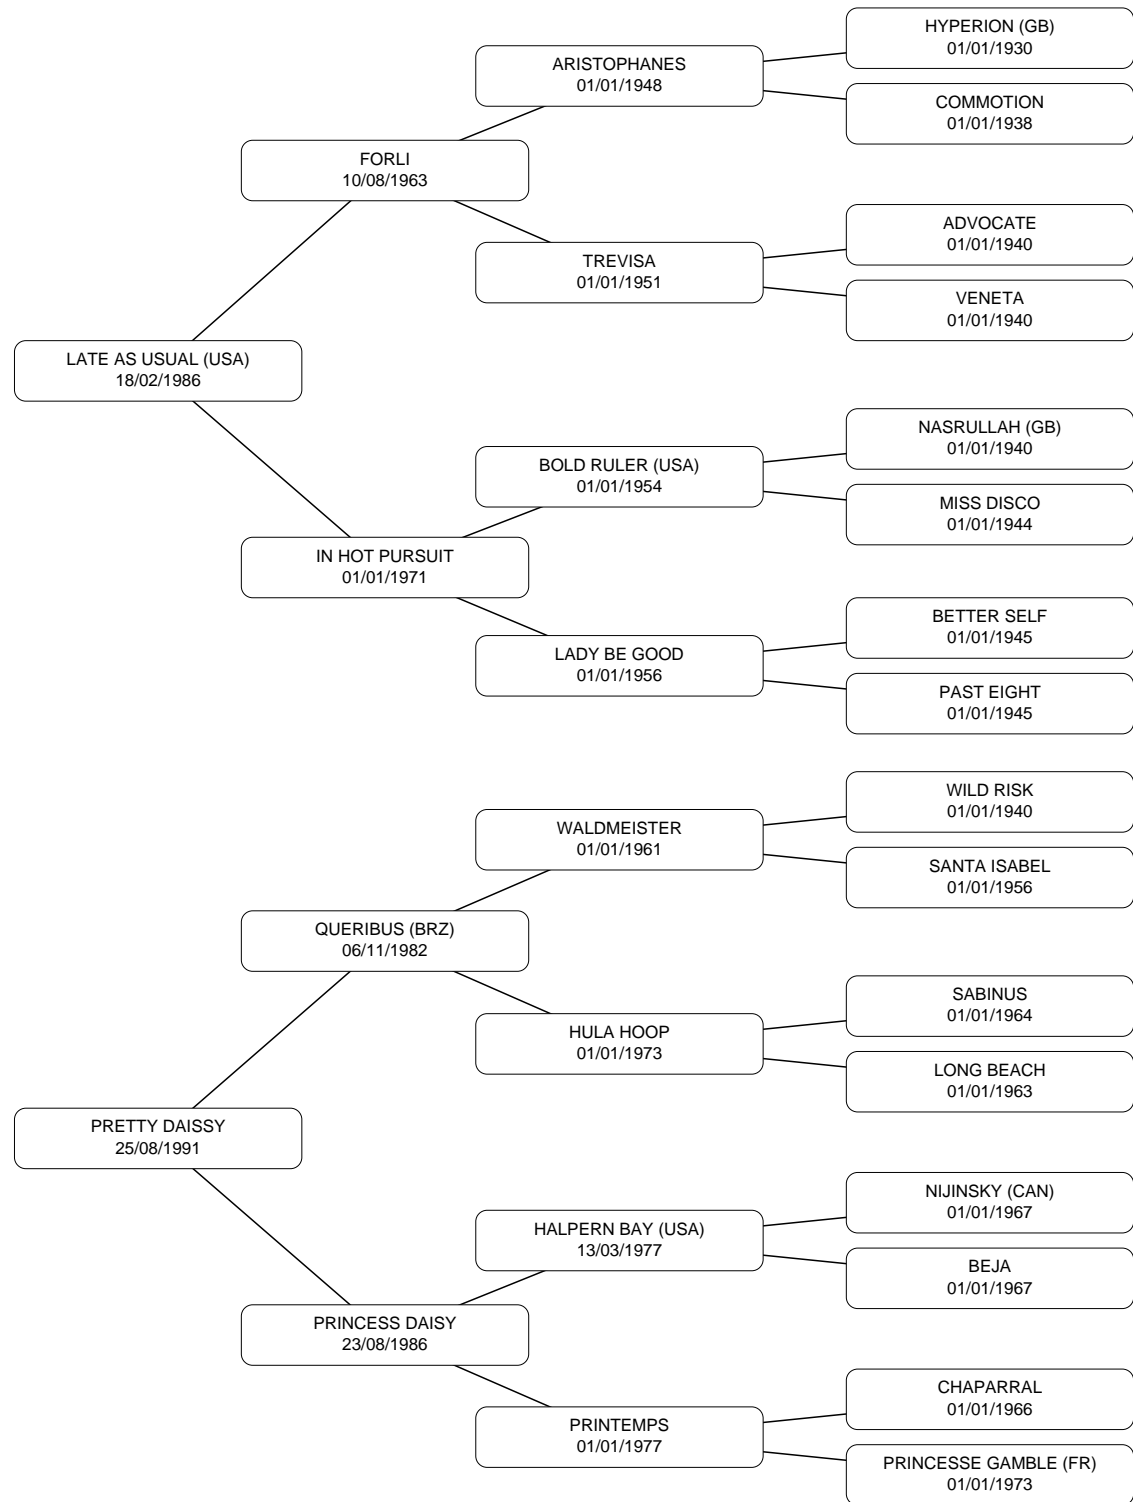 HYPERION (GB)
01/01/1930
ARISTOPHANES
01/01/1948
COMMOTION
01/01/1938
FORLI
10/08/1963
ADVOCATE
01/01/1940
TREVISA
01/01/1951
VENETA
01/01/1940
LATE AS USUAL (USA)
18/02/1986
NASRULLAH (GB)
01/01/1940
BOLD RULER (USA)
01/01/1954
MISS DISCO
01/01/1944
IN HOT PURSUIT
01/01/1971
BETTER SELF
01/01/1945
LADY BE GOOD
01/01/1956
PAST EIGHT
01/01/1945
WILD RISK
01/01/1940
WALDMEISTER
01/01/1961
SANTA ISABEL
01/01/1956
QUERIBUS (BRZ)
06/11/1982
SABINUS
01/01/1964
HULA HOOP
01/01/1973
LONG BEACH
01/01/1963
PRETTY DAISSY
25/08/1991
NIJINSKY (CAN)
01/01/1967
HALPERN BAY (USA)
13/03/1977
BEJA
01/01/1967
PRINCESS DAISY
23/08/1986
CHAPARRAL
01/01/1966
PRINTEMPS
01/01/1977
PRINCESSE GAMBLE (FR)
01/01/1973